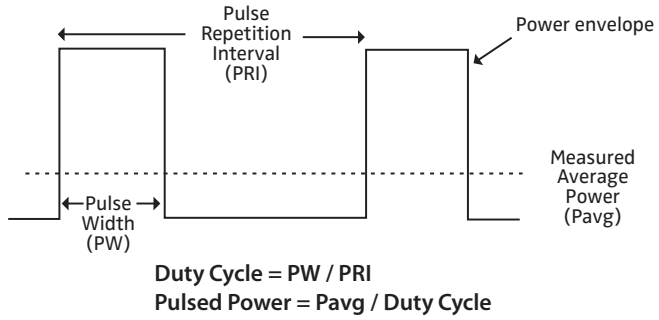 Pulse
Repetition
Interval
(PRI)
Power envelope
Measured
Average
Power
(Pavg)
Pulse
Width
(PW)
Duty Cycle = PW / PRI
Pulsed Power = Pavg / Duty Cycle